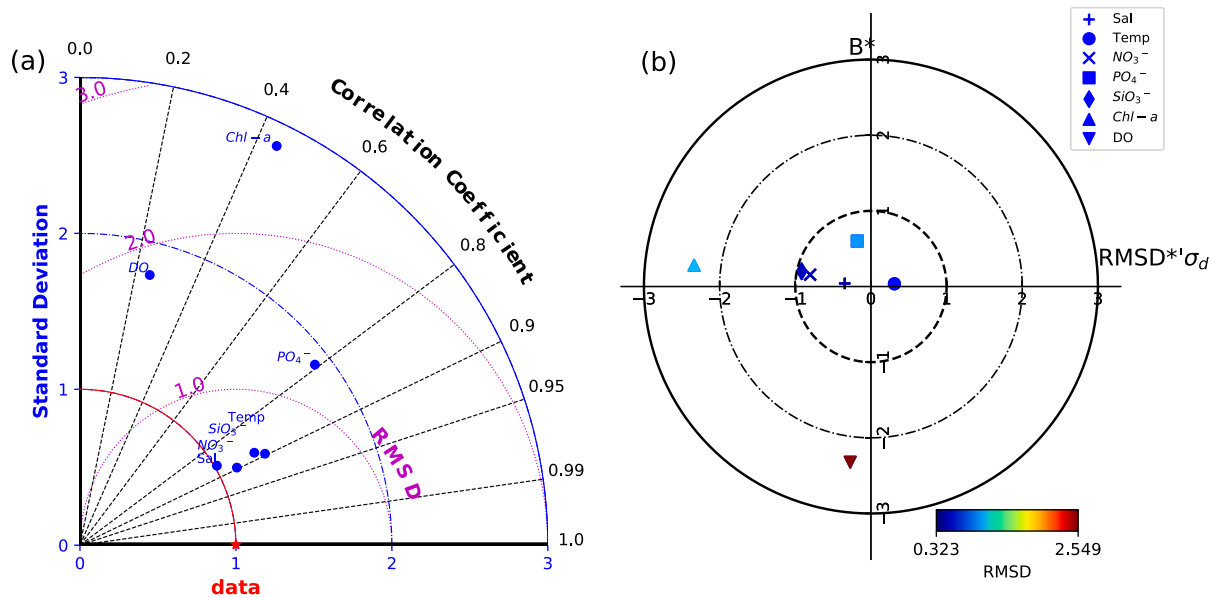 (a)
0.0
0.2
0.4
0.6
0.8
0.9
0.95
0.99
1.0
Correlation Coefficient
Standard Deviation
3
2
1
0
0
1
2
3
data
3.0
2.0
1.0
RMSD
Chl − a
DO
PO₄⁻
Temp
SiO₃⁻
NO₃⁻
Sal
(b)
B*
RMSD*'σd
Sal
Temp
NO₃⁻
PO₄⁻
SiO₃⁻
Chl − a
DO
3
2
1
−1
−2
−3
−3
−2
−1
0
1
2
3
0.323
2.549
RMSD